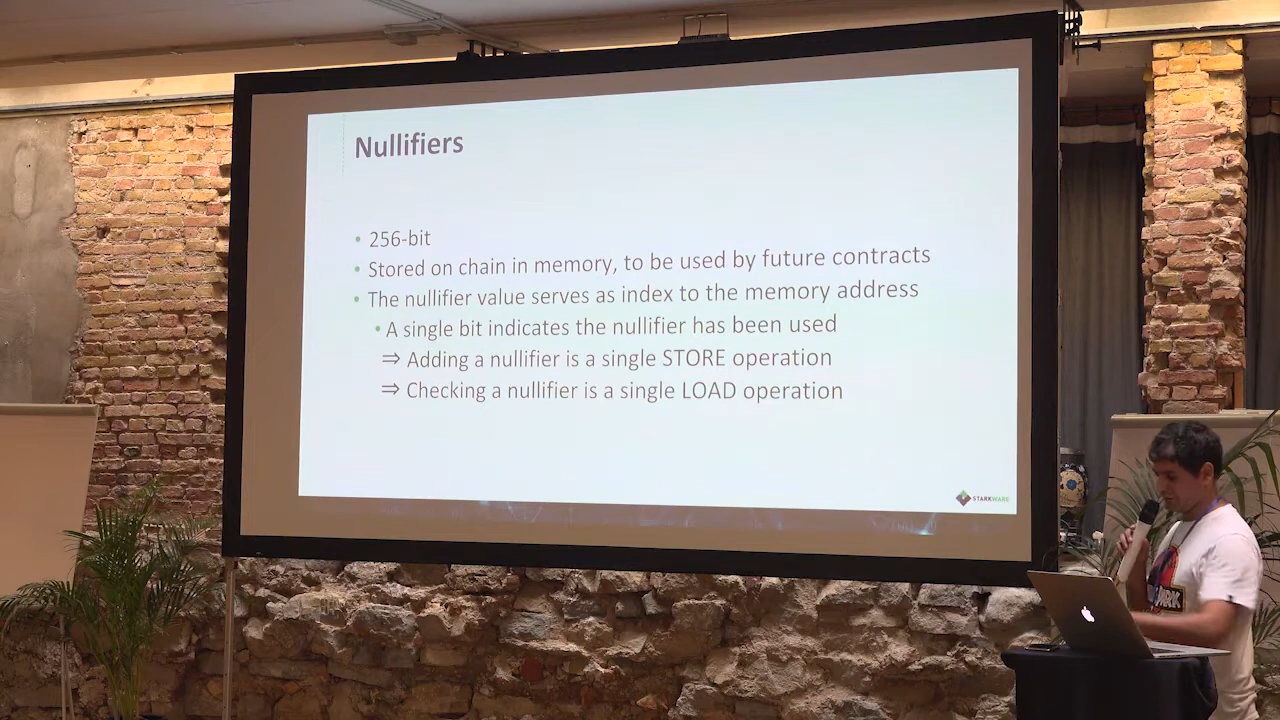 Nullifiers
• 256-bit
• Stored on chain in memory, to be used by future contracts
• The nullifier value serves as index to the memory address
• A single bit indicates the nullifier has been used
⇒ Adding a nullifier is a single STORE operation
⇒ Checking a nullifier is a single LOAD operation
STARKWARE